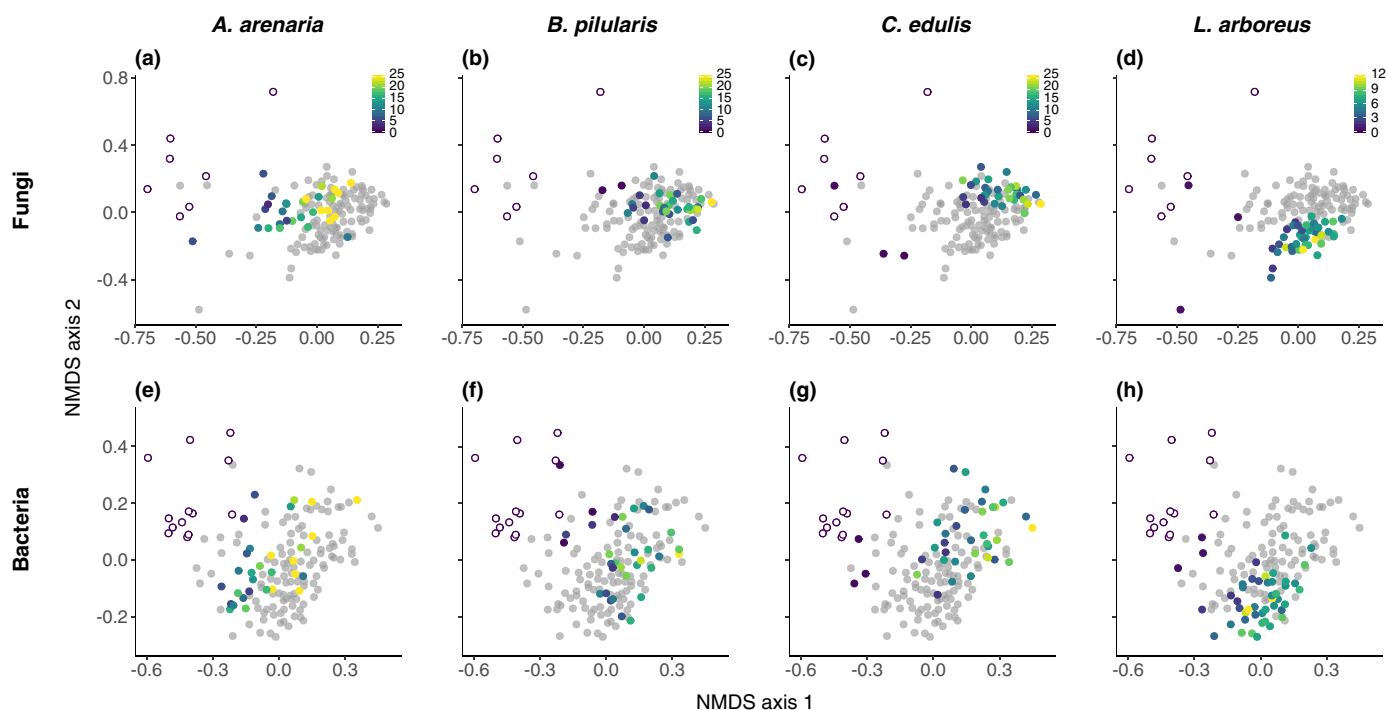 A. arenaria B. pilularis C. edulis L. arboreus
(a) (b) (c) (d)
25 20 15 10 5 0
25 20 15 10 5 0
25 20 15 10 5 0
12 9 6 3 0
Fungi
0.8
0.4
0.0
-0.4
-0.75 -0.50 -0.25 0.00 0.25 -0.75 -0.50 -0.25 0.00 0.25 -0.75 -0.50 -0.25 0.00 0.25 -0.75 -0.50 -0.25 0.00 0.25
NMDS axis 2
(e) (f) (g) (h)
Bacteria
0.4
0.2
0.0
-0.2
-0.6 -0.3 0.0 0.3 -0.6 -0.3 0.0 0.3 -0.6 -0.3 0.0 0.3 -0.6 -0.3 0.0 0.3
NMDS axis 1